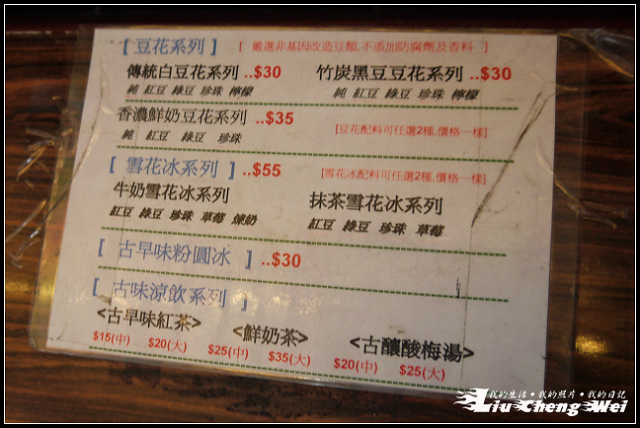 [ 豆花系列 ] [ 嚴選非基因改造豆類,不添加防腐劑及香料 ]
傳統白豆花系列 ..$30 竹炭黑豆豆花系列 ..$30
純 紅豆 綠豆 珍珠 檸檬 純 紅豆 綠豆 珍珠 檸檬
香濃鮮奶豆花系列 ..$35
純 紅豆 綠豆 珍珠 [豆花配料可任選2種,價格一樣]
[ 雪花冰系列 ] ..$55 [雪花冰配料可任選2種,價格一樣]
牛奶雪花冰系列 抹茶雪花冰系列
紅豆 綠豆 珍珠 草莓 煉奶 紅豆 綠豆 珍珠 草莓
[ 古早味粉圓冰 ] ..$30
[ 古味涼飲系列 ]
<古早味紅茶> <鮮奶茶> <古釀酸梅湯>
$15(中) $20(大) $25(中) $35(大) $20(中) $25(大)
我的生活•我的照片•我的日記
Liu Cheng Wei